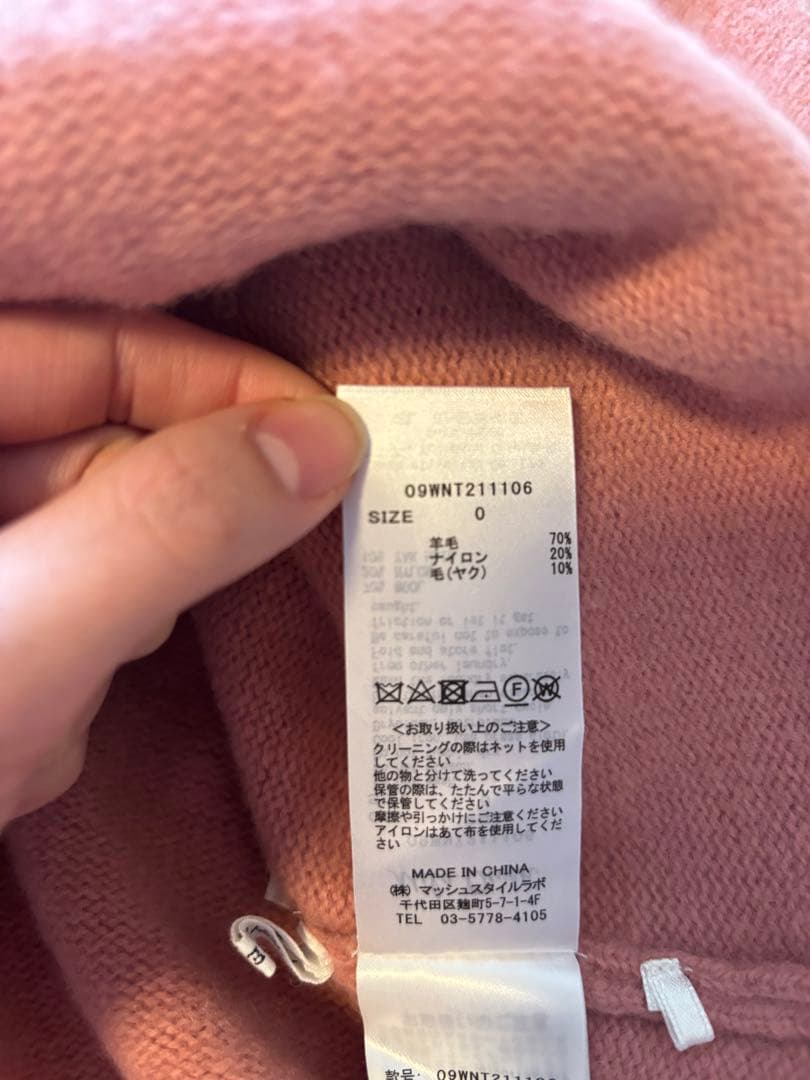 09WNT211106
SIZE 0
羊毛 70%
ナイロン 20%
毛(ヤク) 10%
F W
<お取り扱い上のご注意>
クリーニングの際はネットを使用
してください
他の物と分けて洗ってください
保管の際は、たたんで平らな状態
で保管してください
摩擦や引っかけにご注意ください
アイロンはあて布を使用してくだ
さい
MADE IN CHINA
(株) マッシュスタイルラボ
千代田区麹町5-7-1-4F
TEL 03-5778-4105
款号: